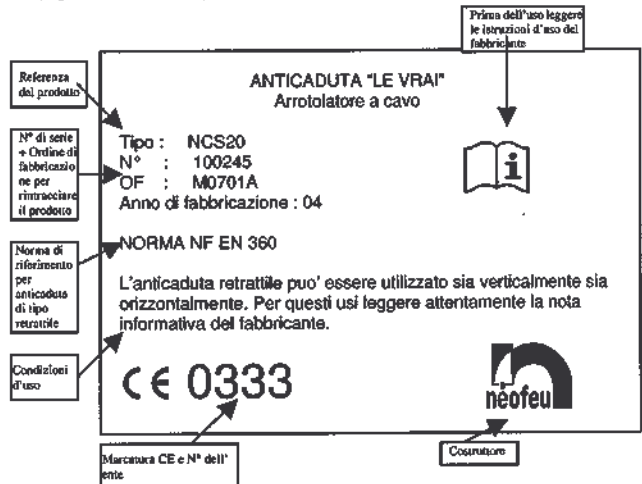 Prima dell'uso leggere
le istruzioni d'uso del
fabbricante
Referenza
del prodotto
ANTICADUTA "LE VRAI"
Arrotolatore a cavo
N° di serie
+ Ordine di
fabbricazio
ne per
rintracciare
il prodotto
Tipo : NCS20
N° : 100245
OF : M0701A
Anno di fabbricazione : 04
i
Norma di
riferimento
per
anticaduta
di tipo
retrattile
NORMA NF EN 360
L'anticaduta retrattile puo' essere utilizzato sia verticalmente sia
orizzontalmente. Per questi usi leggere attentamente la nota
informativa del fabbricante.
Condizioni
d'uso
CE 0333
néofeu
Marcatura CE e N° dell'
ente
Costruttore